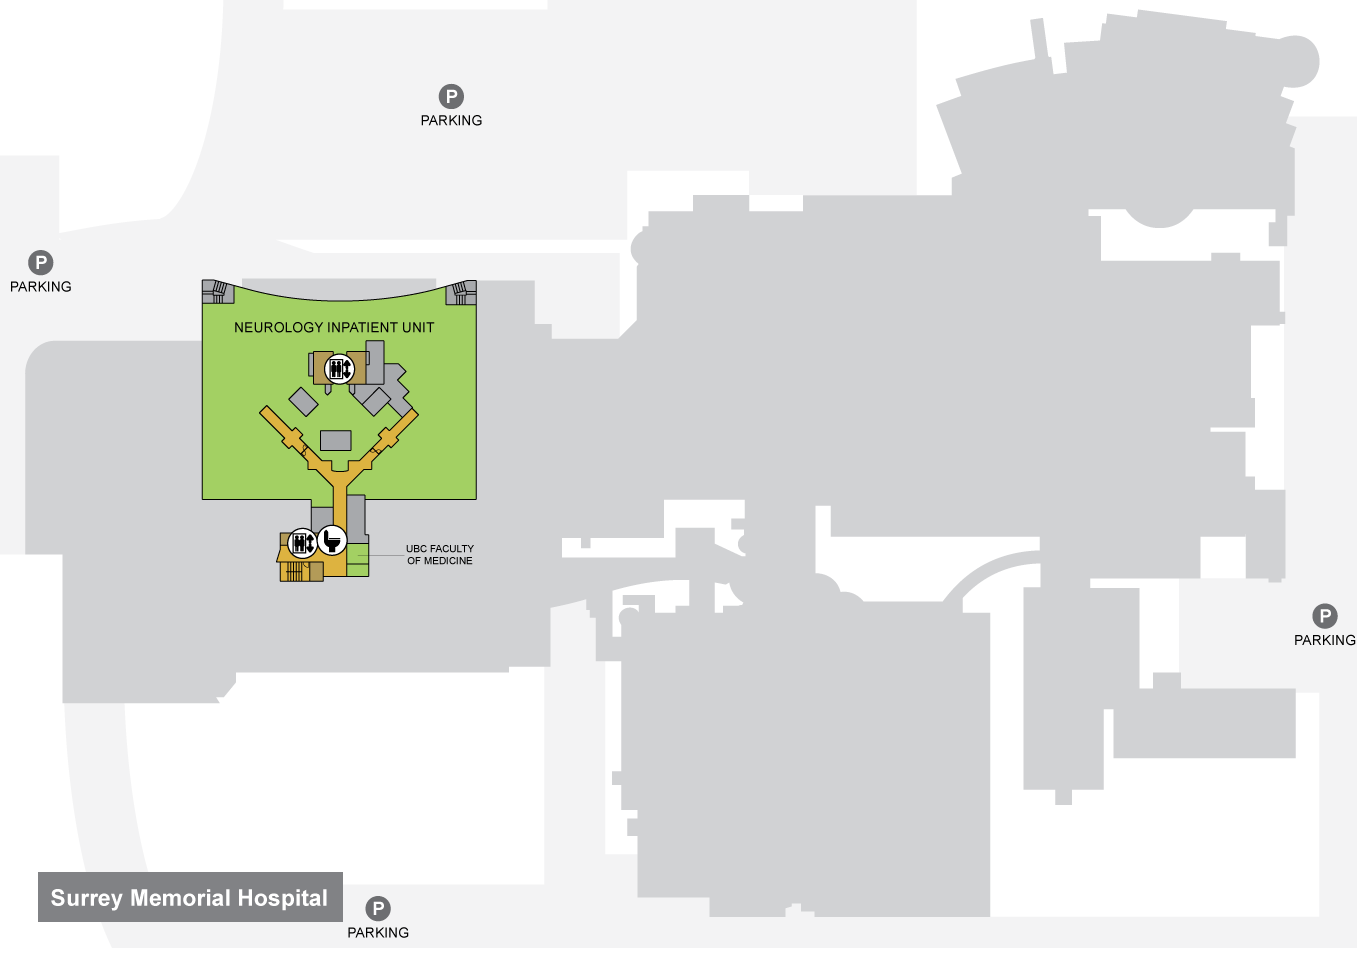 P
PARKING
P
PARKING
NEUROLOGY INPATIENT UNIT
UBC FACULTY
OF MEDICINE
P
PARKING
Surrey Memorial Hospital
P
PARKING